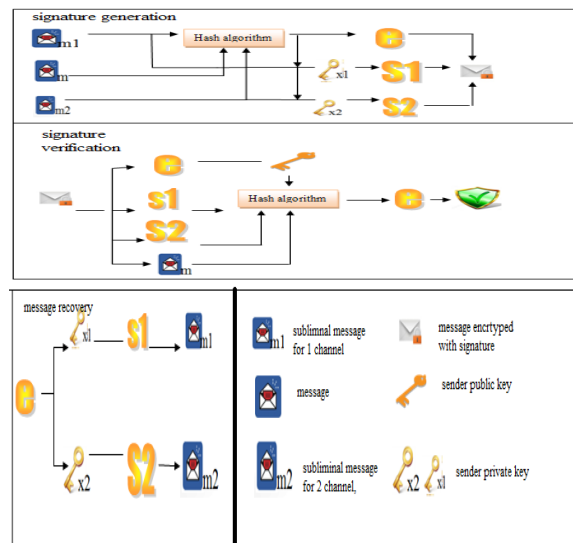 signature generation
m1
Hash algorithm
e
m
x1
S1
m2
x2
S2
signature
verification
e
s1
Hash algorithm
e
S2
m
message recovery
x1
s1
m1
e
x2
S2
m2
m1
sublimnal message
for 1 channel
message encrtyped
with signature
message
sender public key
m2
subliminal message
for 2 channel,
x2
x1
sender private key